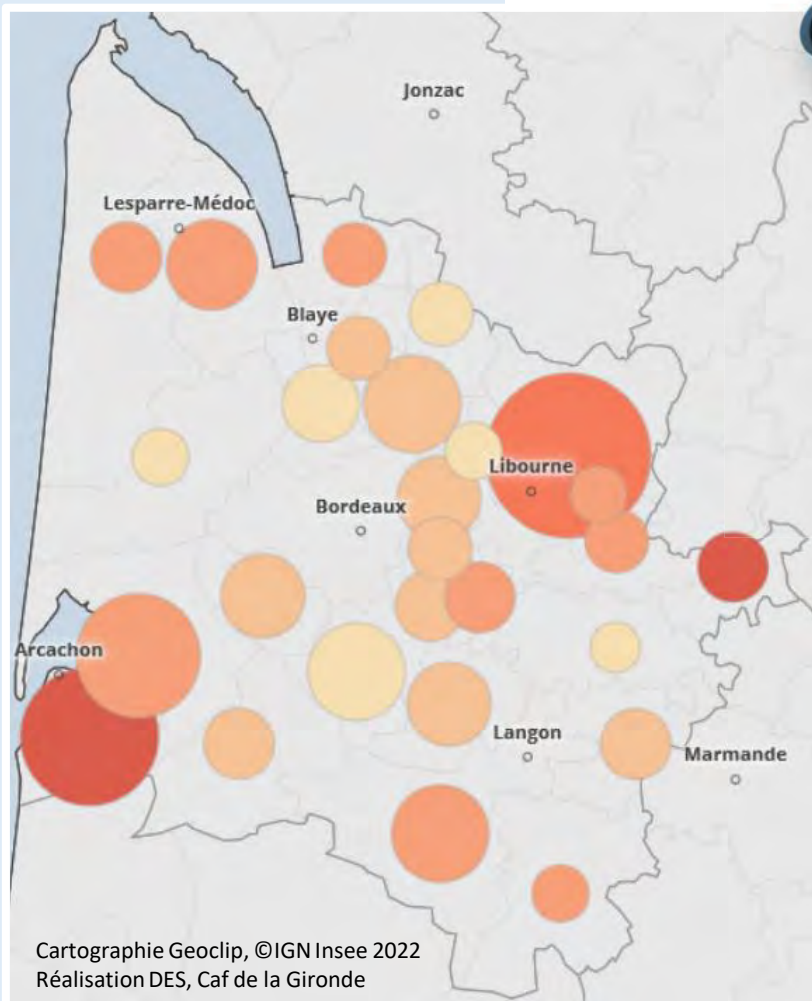 Jonzac
Lesparre-Médoc
Blaye
Libourne
Bordeaux
Arcachon
Langon
Marmande
Cartographie Geoclip, ©IGN Insee 2022
Réalisation DES, Caf de la Gironde